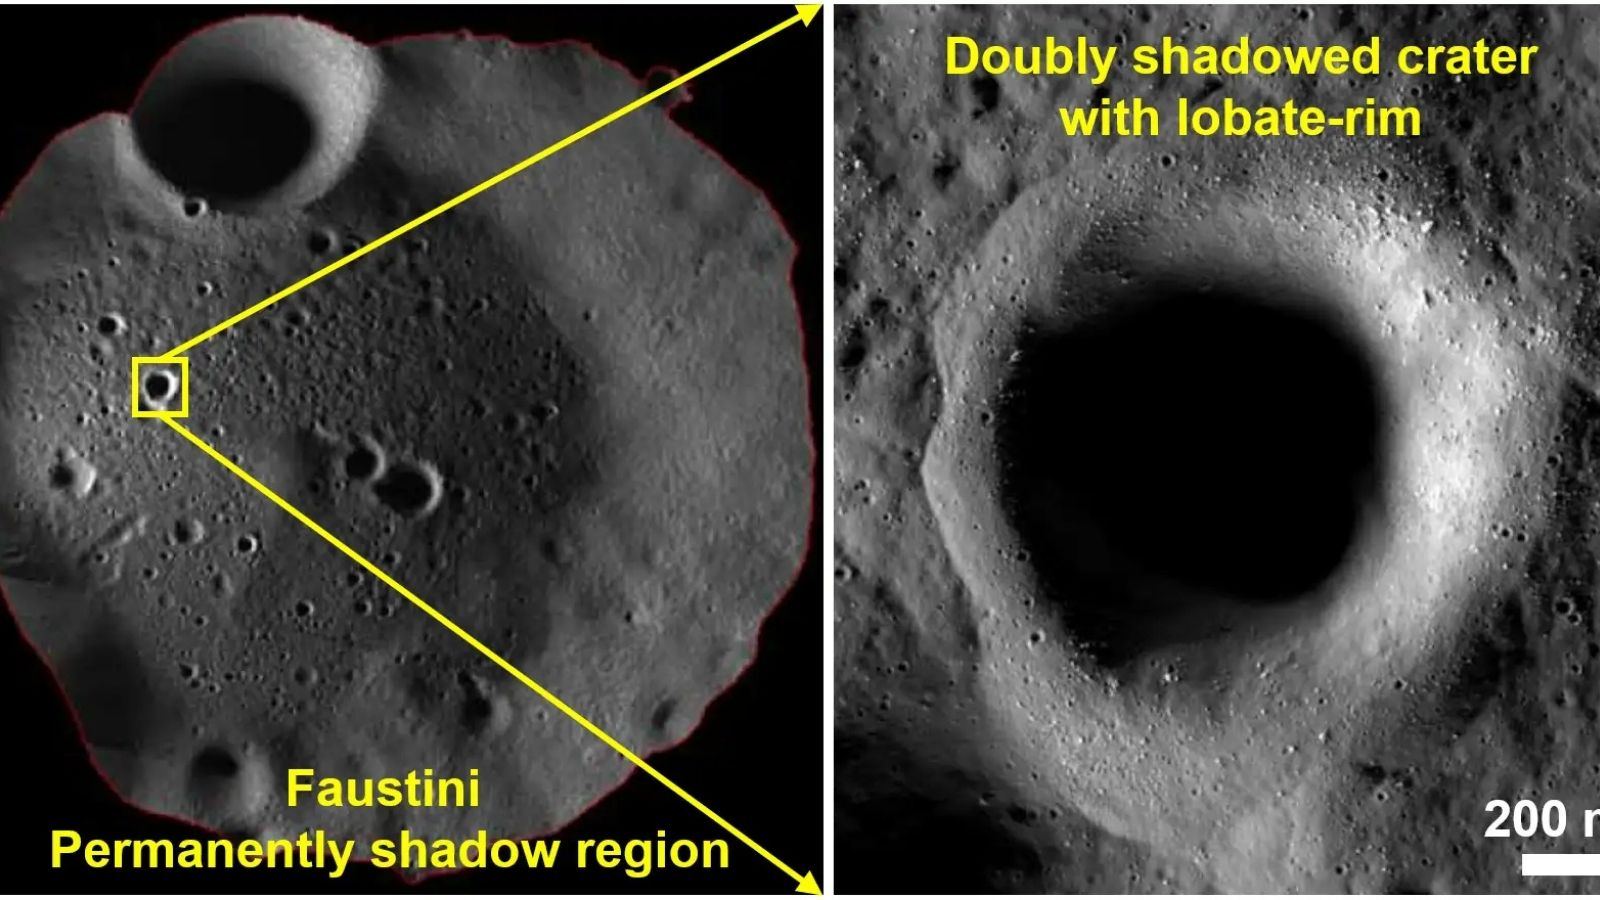 Doubly shadowed crater
with lobate-rim
Faustini
Permanently shadow region
200